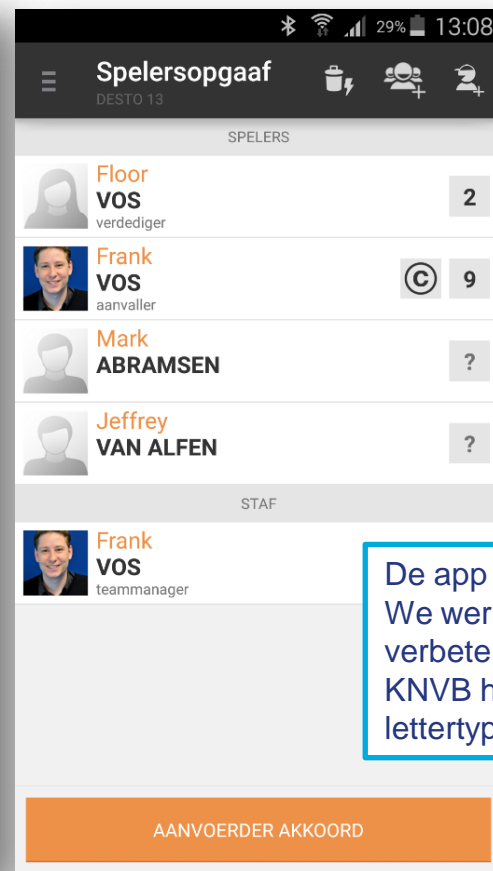 29% 13:08
Spelersopgaaf
DESTO 13
SPELERS
Floor
VOS
verdediger
2
Frank
VOS
aanvaller
© 9
Mark
ABRAMSEN
?
Jeffrey
VAN ALFEN
?
STAF
Frank
VOS
teammanager
De app
We wer
verbete
KNVB h
lettertyp
AANVOERDER AKKOORD